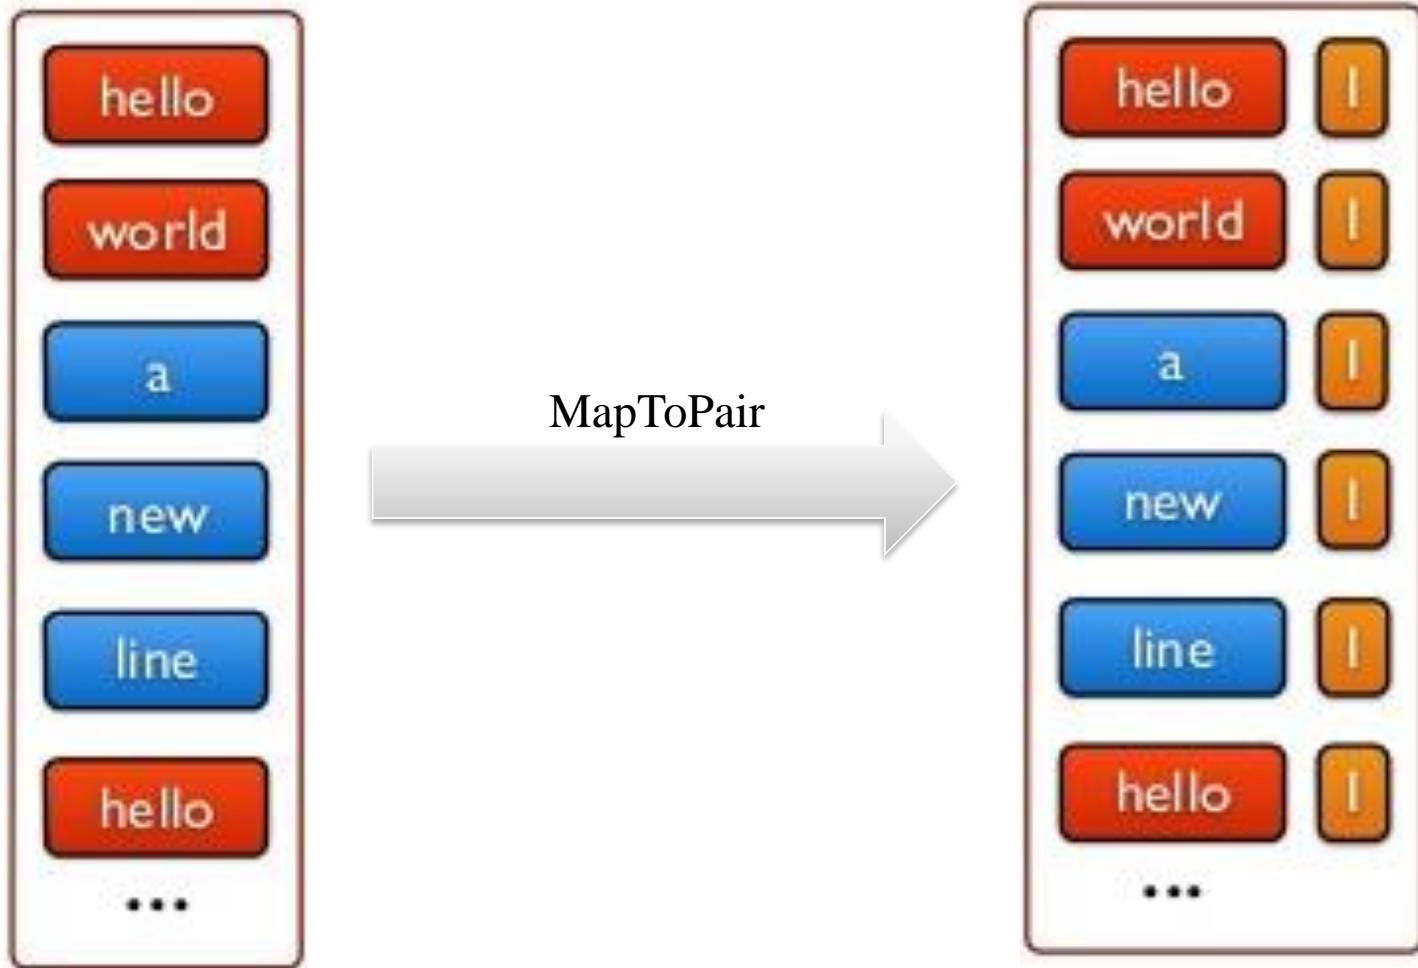 hello
world
a
new
line
hello
...
MapToPair
hello 1
world 1
a 1
new 1
line 1
hello 1
...